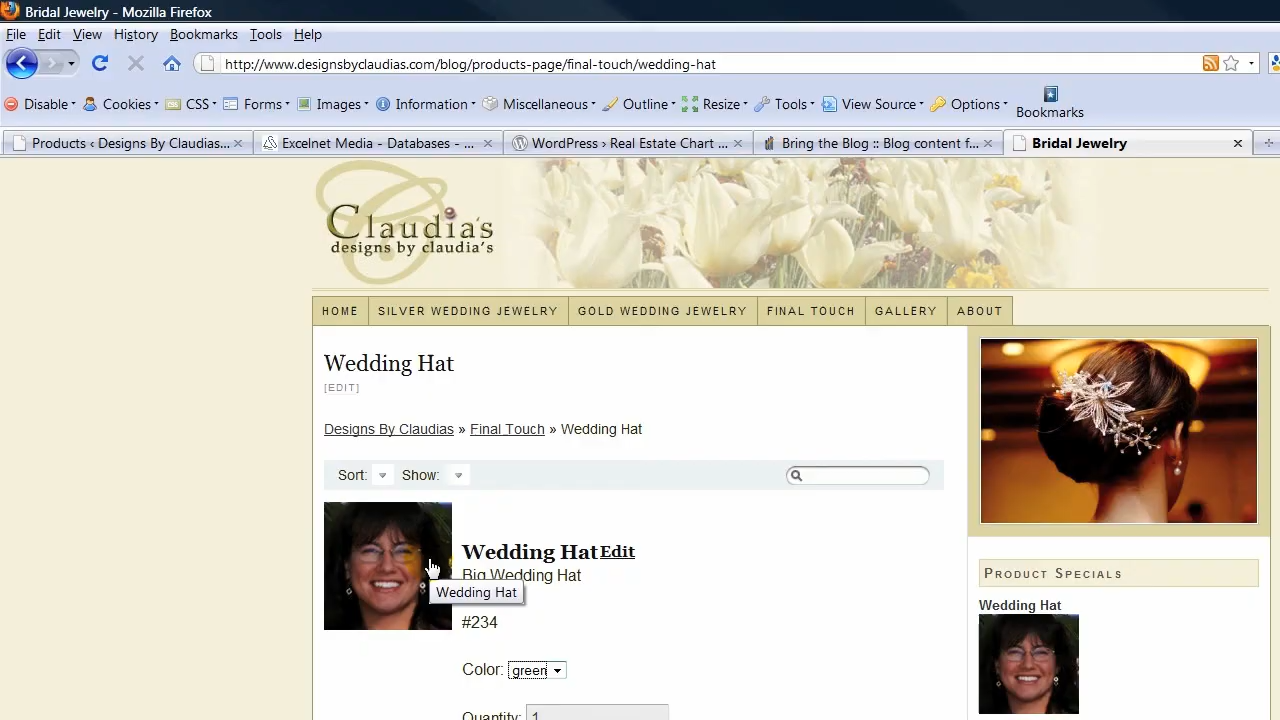 Bridal Jewelry - Mozilla Firefox
File Edit View History Bookmarks Tools Help
http://www.designsbyclaudias.com/blog/products-page/final-touch/wedding-hat
Disable Cookies CSS Forms Images Information Miscellaneous Outline Resize Tools View Source Options Bookmarks
Products ‹ Designs By Claudias... Excelnet Media - Databases - ... WordPress › Real Estate Chart ... Bring the Blog :: Blog content f... Bridal Jewelry
Claudia's
designs by claudia's
HOME SILVER WEDDING JEWELRY GOLD WEDDING JEWELRY FINAL TOUCH GALLERY ABOUT
Wedding Hat
[EDIT]
Designs By Claudias » Final Touch » Wedding Hat
Sort: Show:
Wedding HatEdit
Big Wedding Hat
Wedding Hat
#234
Color: green
Quantity: 1
PRODUCT SPECIALS
Wedding Hat